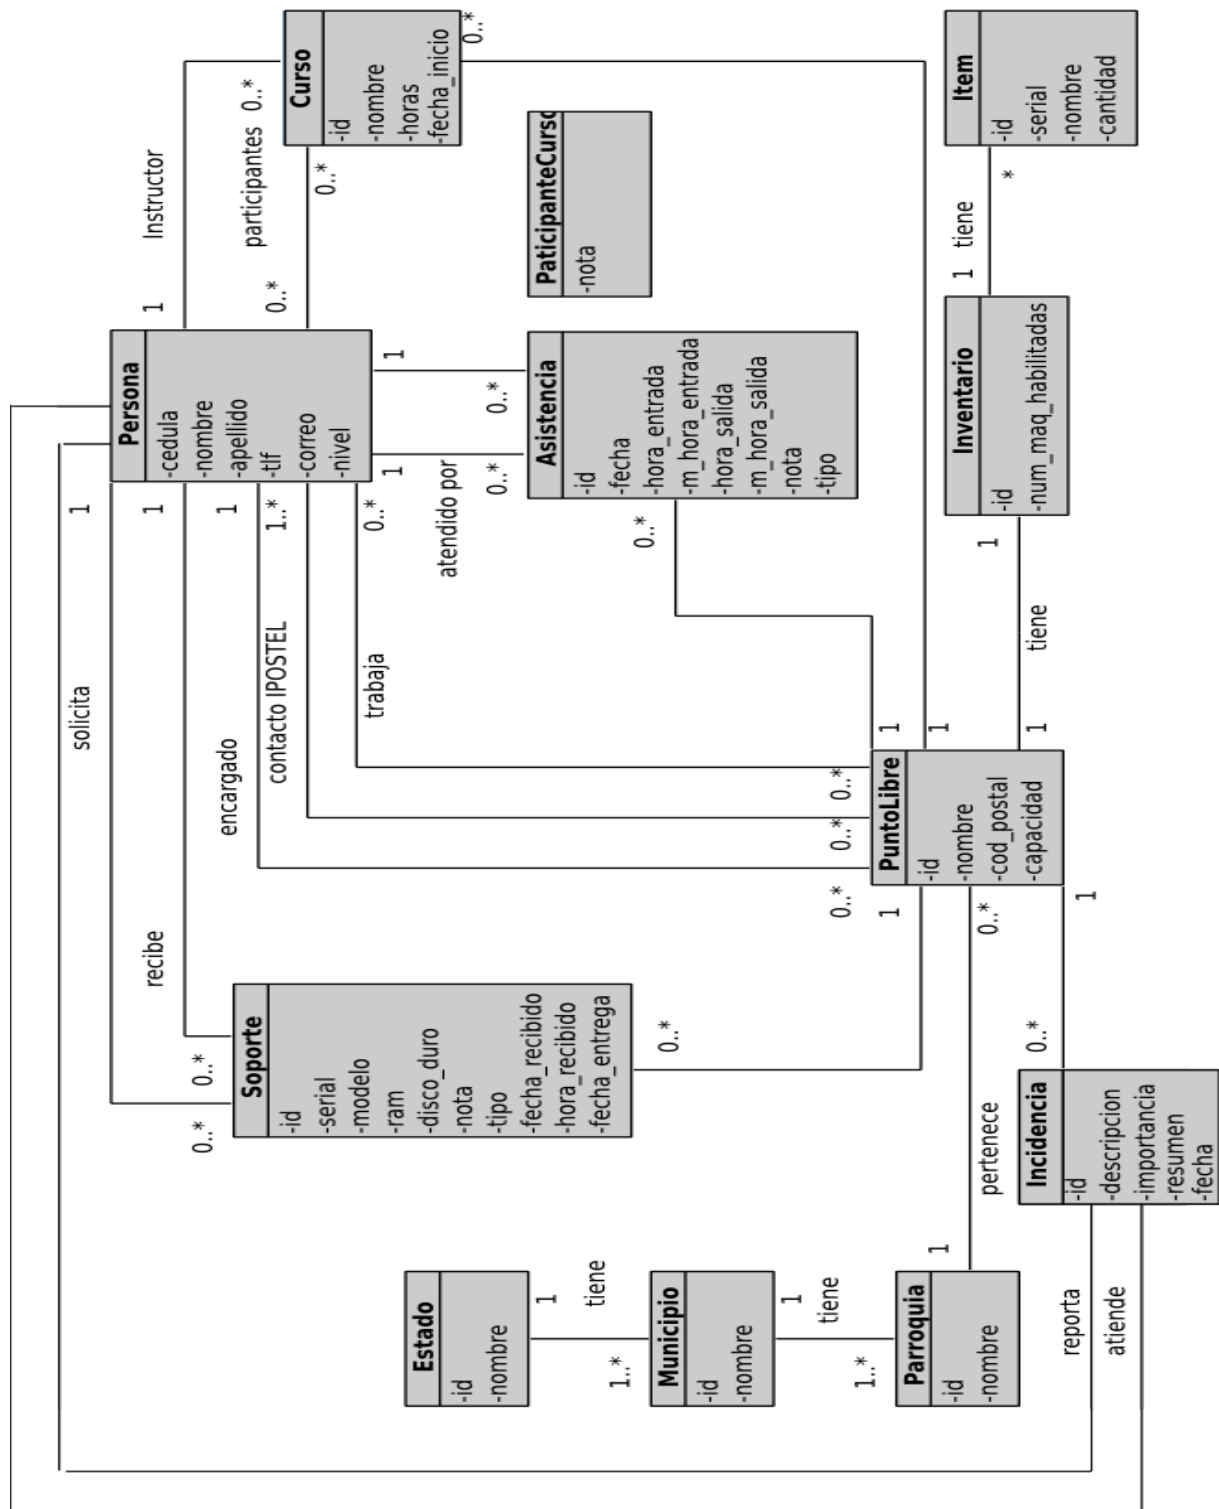 solicita
1
0..*
recibe
1
0..*
Persona
-cedula
-nombre
-apellido
-tlf
-correo
-nivel
Instructor
1
0..*
participantes
0..*
0..*
Curso
-id
-nombre
-horas
-fecha_inicio
0..*
Soporte
-id
-serial
-modelo
-ram
-disco_duro
-nota
-tipo
-fecha_recibido
-hora_recibido
-fecha_entrega
0..*
encargado
1
contacto IPOSTEL
1..*
trabaja
0..*
atendido por
1
0..*
1
0..*
Asistencia
-id
-fecha
-hora_entrada
-m_hora_entrada
-hora_salida
-m_hora_salida
-nota
-tipo
0..*
PaticipanteCurso
-nota
Estado
-id
-nombre
1
tiene
1..*
Municipio
-id
-nombre
1
tiene
1..*
Parroquia
-id
-nombre
1
pertenece
0..*
0..*
1
0..*
0..*
1
1
PuntoLibre
-id
-nombre
-cod_postal
-capacidad
1
tiene
1
Inventario
-id
-num_maq_habilitadas
1
tiene
*
Item
-id
-serial
-nombre
-cantidad
reporta
atiende
Incidencia
-id
-descripcion
-importancia
-resumen
-fecha
0..*
1